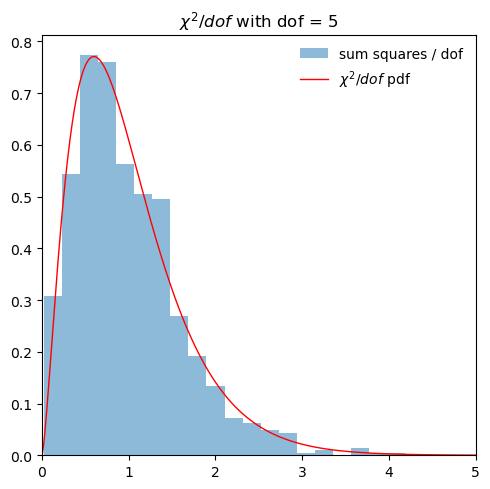 χ²/dof with dof = 5
sum squares / dof
χ²/dof pdf
0.8
0.7
0.6
0.5
0.4
0.3
0.2
0.1
0.0
0 1 2 3 4 5